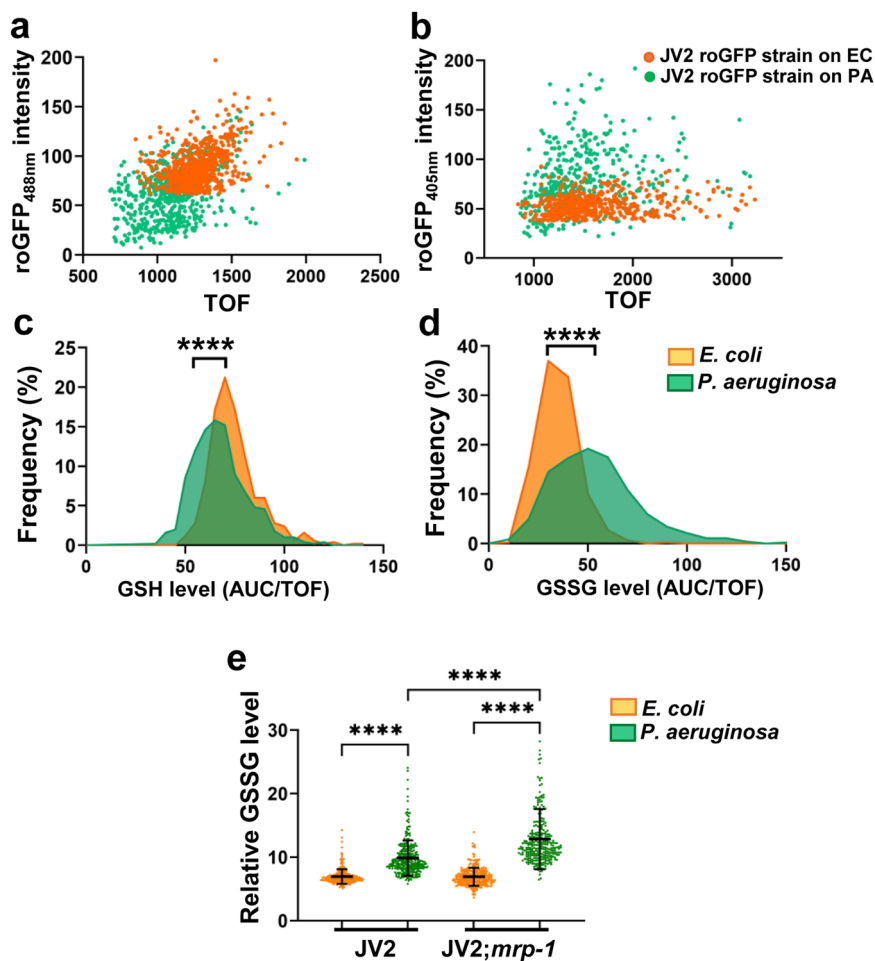 a
roGFP488nm intensity
200
150
100
50
0
500 1000 1500 2000 2500
TOF
b
JV2 roGFP strain on EC
JV2 roGFP strain on PA
roGFP405nm intensity
200
150
100
50
0
1000 2000 3000
TOF
c
****
Frequency (%)
25
20
15
10
5
0
0 50 100 150
GSH level (AUC/TOF)
d
****
E. coli
P. aeruginosa
Frequency (%)
40
30
20
10
0
0 50 100 150
GSSG level (AUC/TOF)
e
****
**** ****
E. coli
P. aeruginosa
Relative GSSG level
30
20
10
0
JV2 JV2;mrp-1